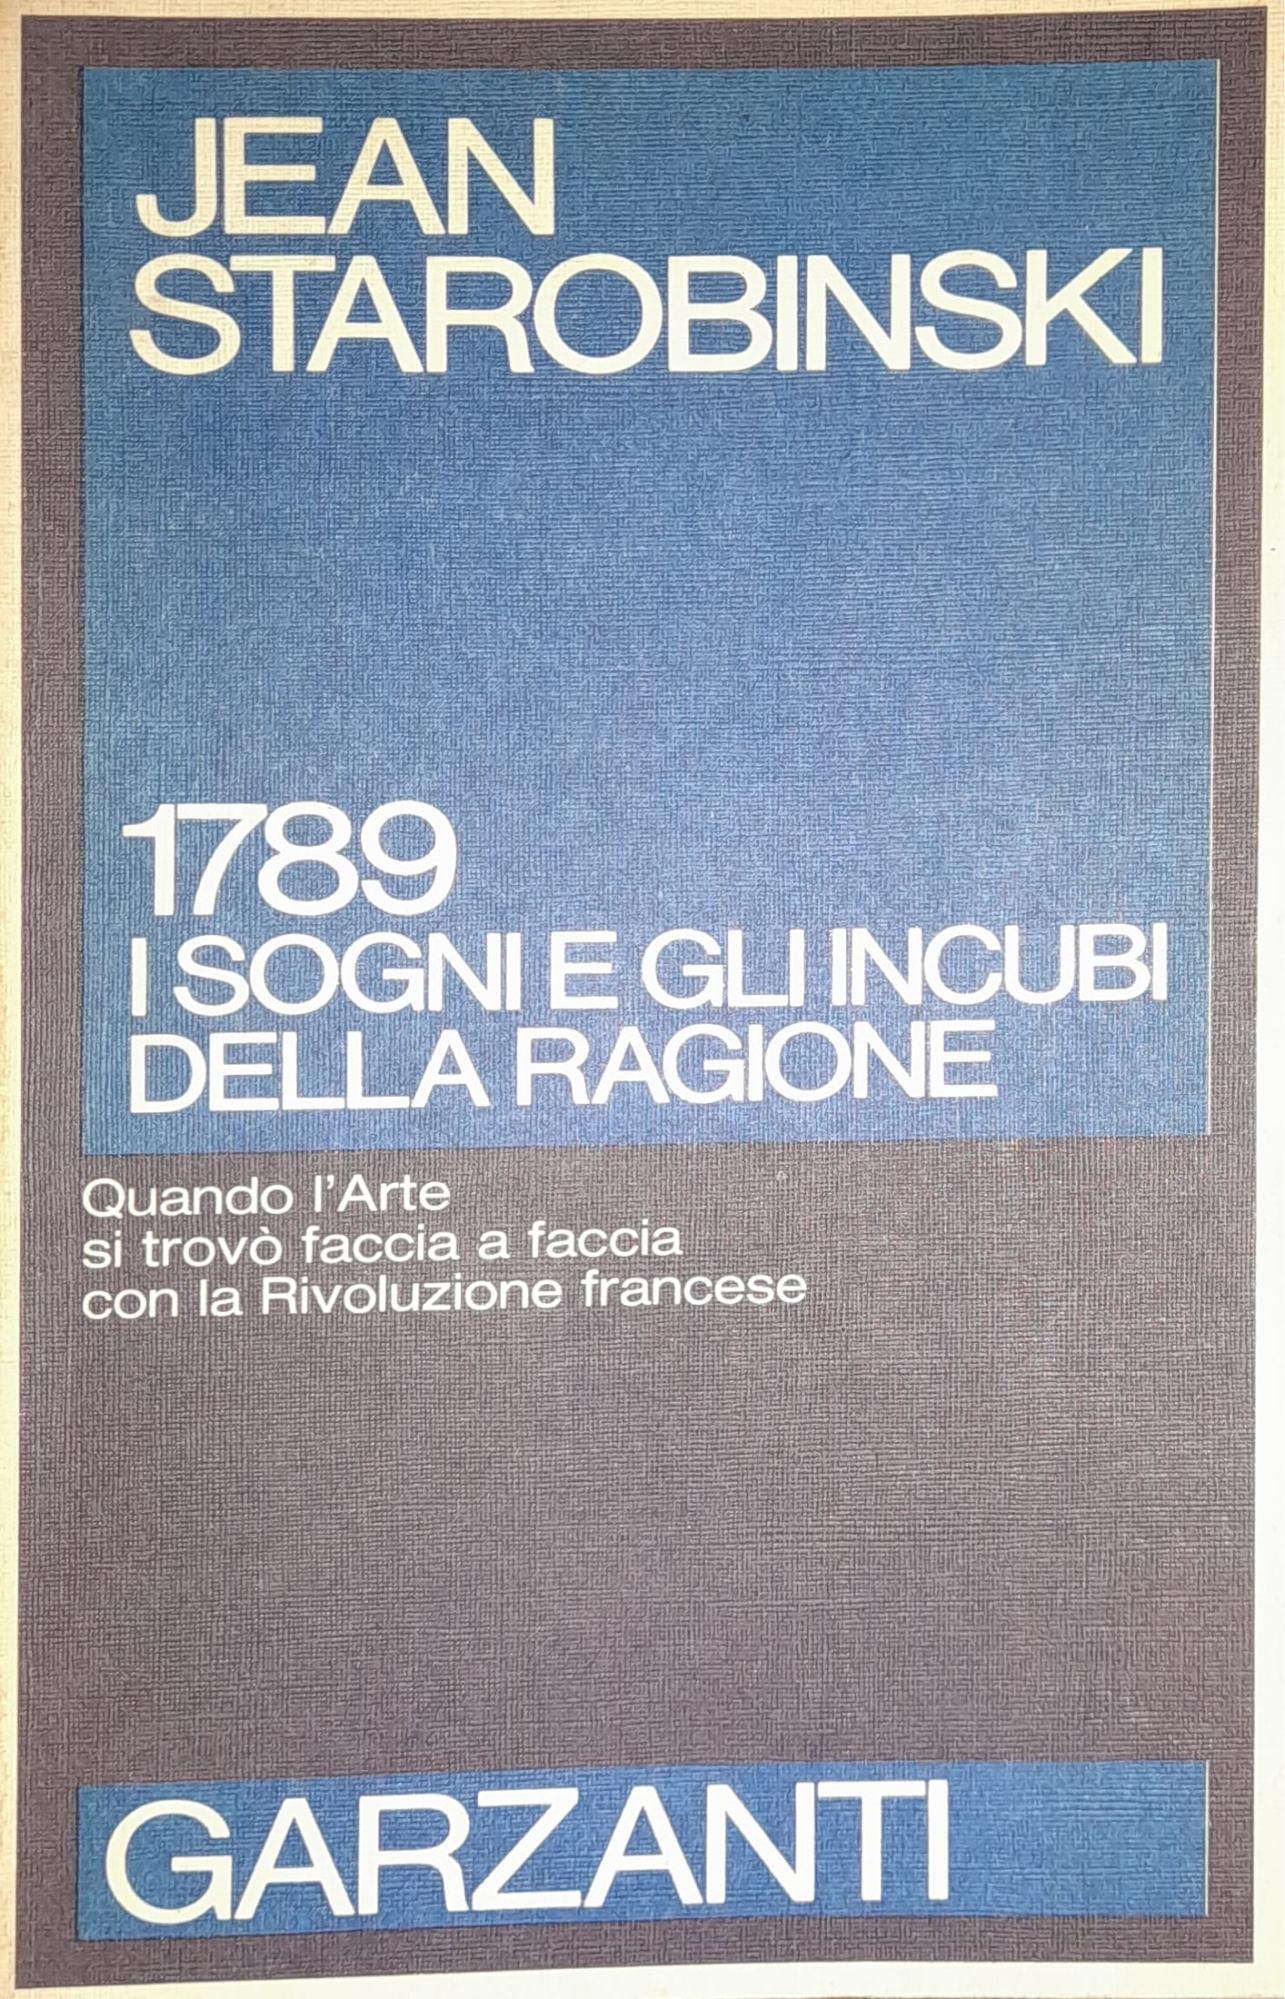 JEAN
STAROBINSKI
1789
I SOGNI E GLI INCUBI
DELLA RAGIONE
Quando l'Arte
si trovò faccia a faccia
con la Rivoluzione francese
GARZANTI